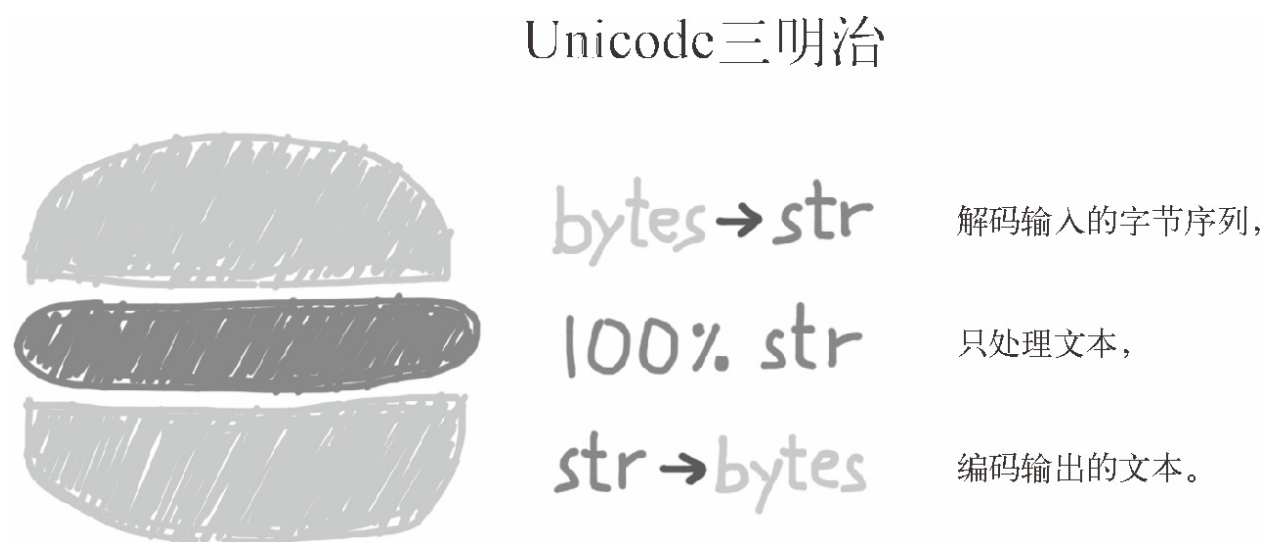 Unicode三明治
bytes→str 解码输入的字节序列,
100% str 只处理文本,
str→bytes 编码输出的文本。